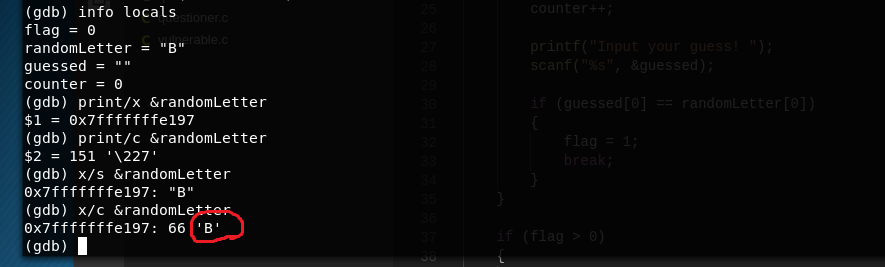 (gdb) info locals
flag = 0
randomLetter = "B"
guessed = ""
counter = 0
(gdb) print/x &randomLetter
$1 = 0x7fffffffe197
(gdb) print/c &randomLetter
$2 = 151 '\227'
(gdb) x/s &randomLetter
0x7fffffffe197: "B"
(gdb) x/c &randomLetter
0x7fffffffe197: 66 'B'
(gdb)
questioner.c
vulnerable.c
25 counter++;
26
27 printf("Input your guess! ");
28 scanf("%s", &guessed);
29
30 if (guessed[0] == randomLetter[0])
31 {
32 flag = 1;
33 break;
34 }
35 }
36
37 if (flag > 0)
38 {